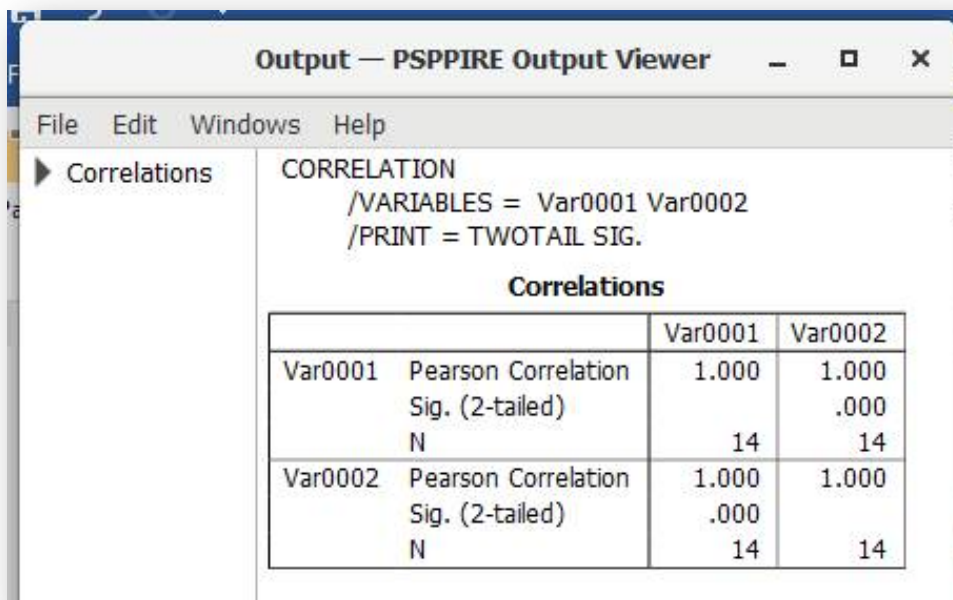 Output — PSPPIRE Output Viewer
File Edit Windows Help
Correlations
CORRELATION
/VARIABLES = Var0001 Var0002
/PRINT = TWOTAIL SIG.
Correlations
Var0001 Var0002
Var0001 Pearson Correlation 1.000 1.000
Sig. (2-tailed) .000
N 14 14
Var0002 Pearson Correlation 1.000 1.000
Sig. (2-tailed) .000
N 14 14